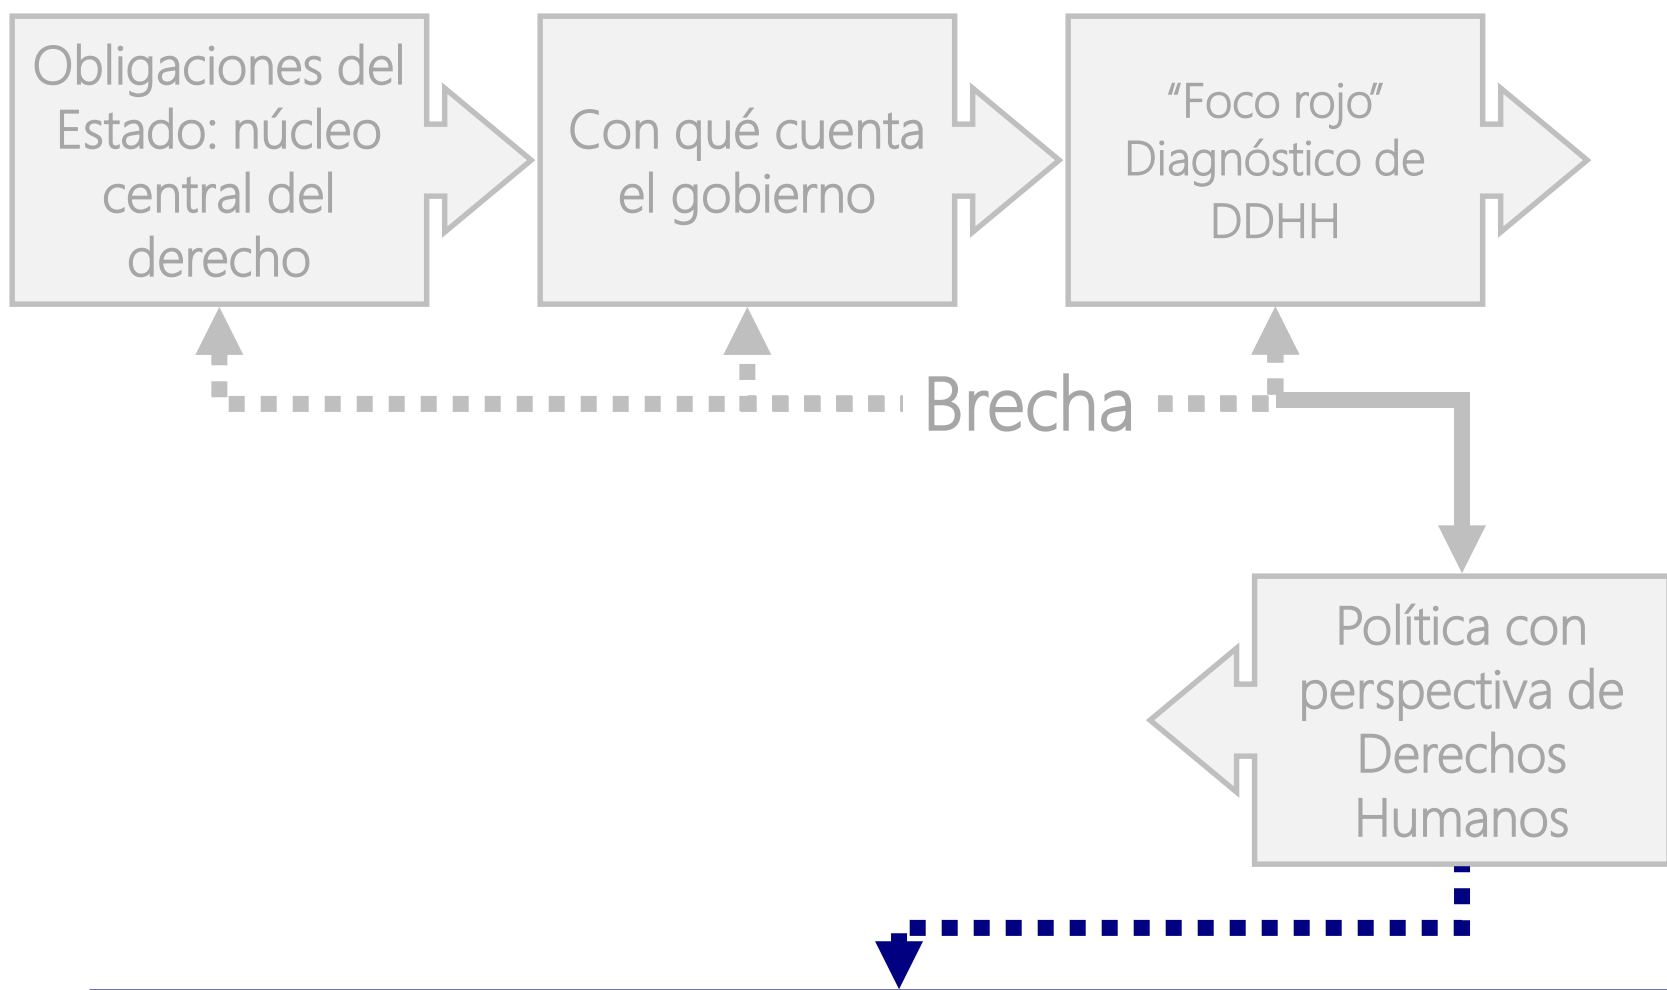 Obligaciones del
Estado: núcleo
central del
derecho
Con qué cuenta
el gobierno
“Foco rojo”
Diagnóstico de
DDHH
Brecha
Política con
perspectiva de
Derechos
Humanos